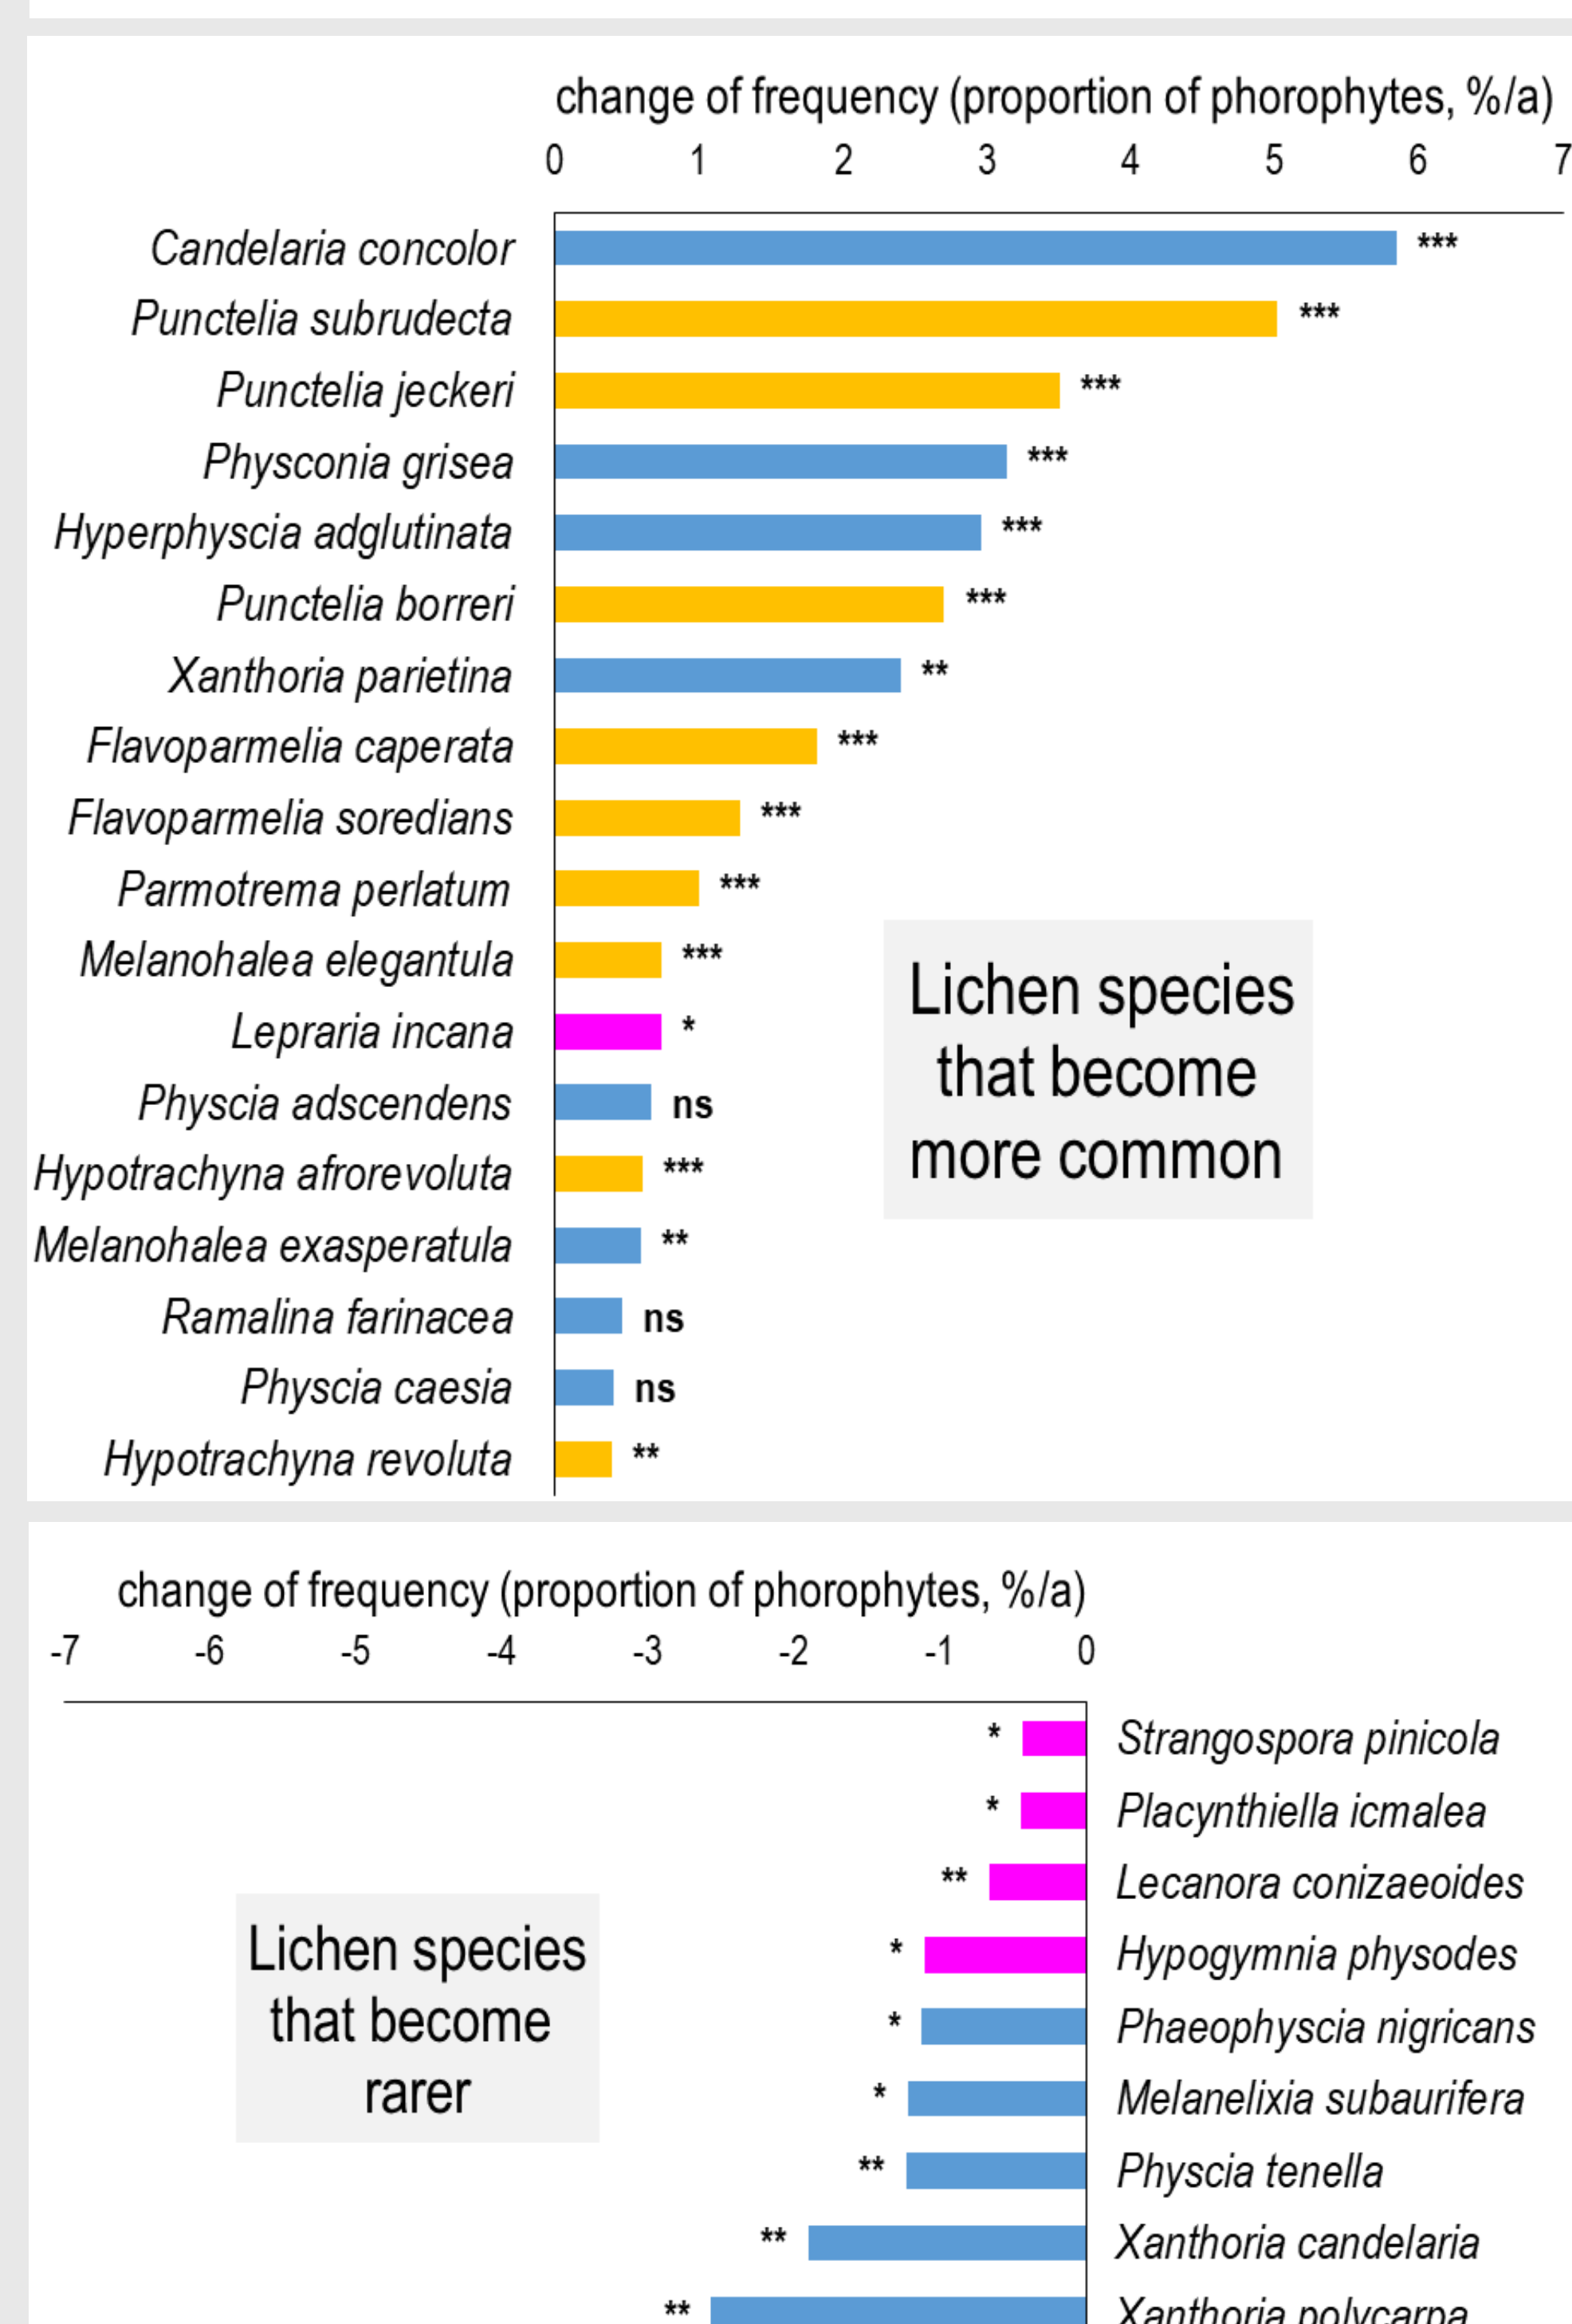 change of frequency (proportion of phorophytes, %/a)
0 1 2 3 4 5 6 7
Candelaria concolor ***
Punctelia subrudecta ***
Punctelia jeckeri ***
Physconia grisea ***
Hyperphyscia adglutinata ***
Punctelia borreri ***
Xanthoria parietina **
Flavoparmelia caperata ***
Flavoparmelia soredians ***
Parmotrema perlatum ***
Melanohalea elegantula ***
Lepraria incana *
Physcia adscendens ns
Hypotrachyna afrorevoluta ***
Melanohalea exasperatula **
Ramalina farinacea ns
Physcia caesia ns
Hypotrachyna revoluta **
Lichen species
that become
more common
change of frequency (proportion of phorophytes, %/a)
-7 -6 -5 -4 -3 -2 -1 0
* Strangospora pinicola
* Placynthiella icmalea
** Lecanora conizaeoides
* Hypogymnia physodes
* Phaeophyscia nigricans
* Melanelixia subaurifera
** Physcia tenella
** Xanthoria candelaria
** Xanthoria polycarpa
Lichen species
that become
rarer